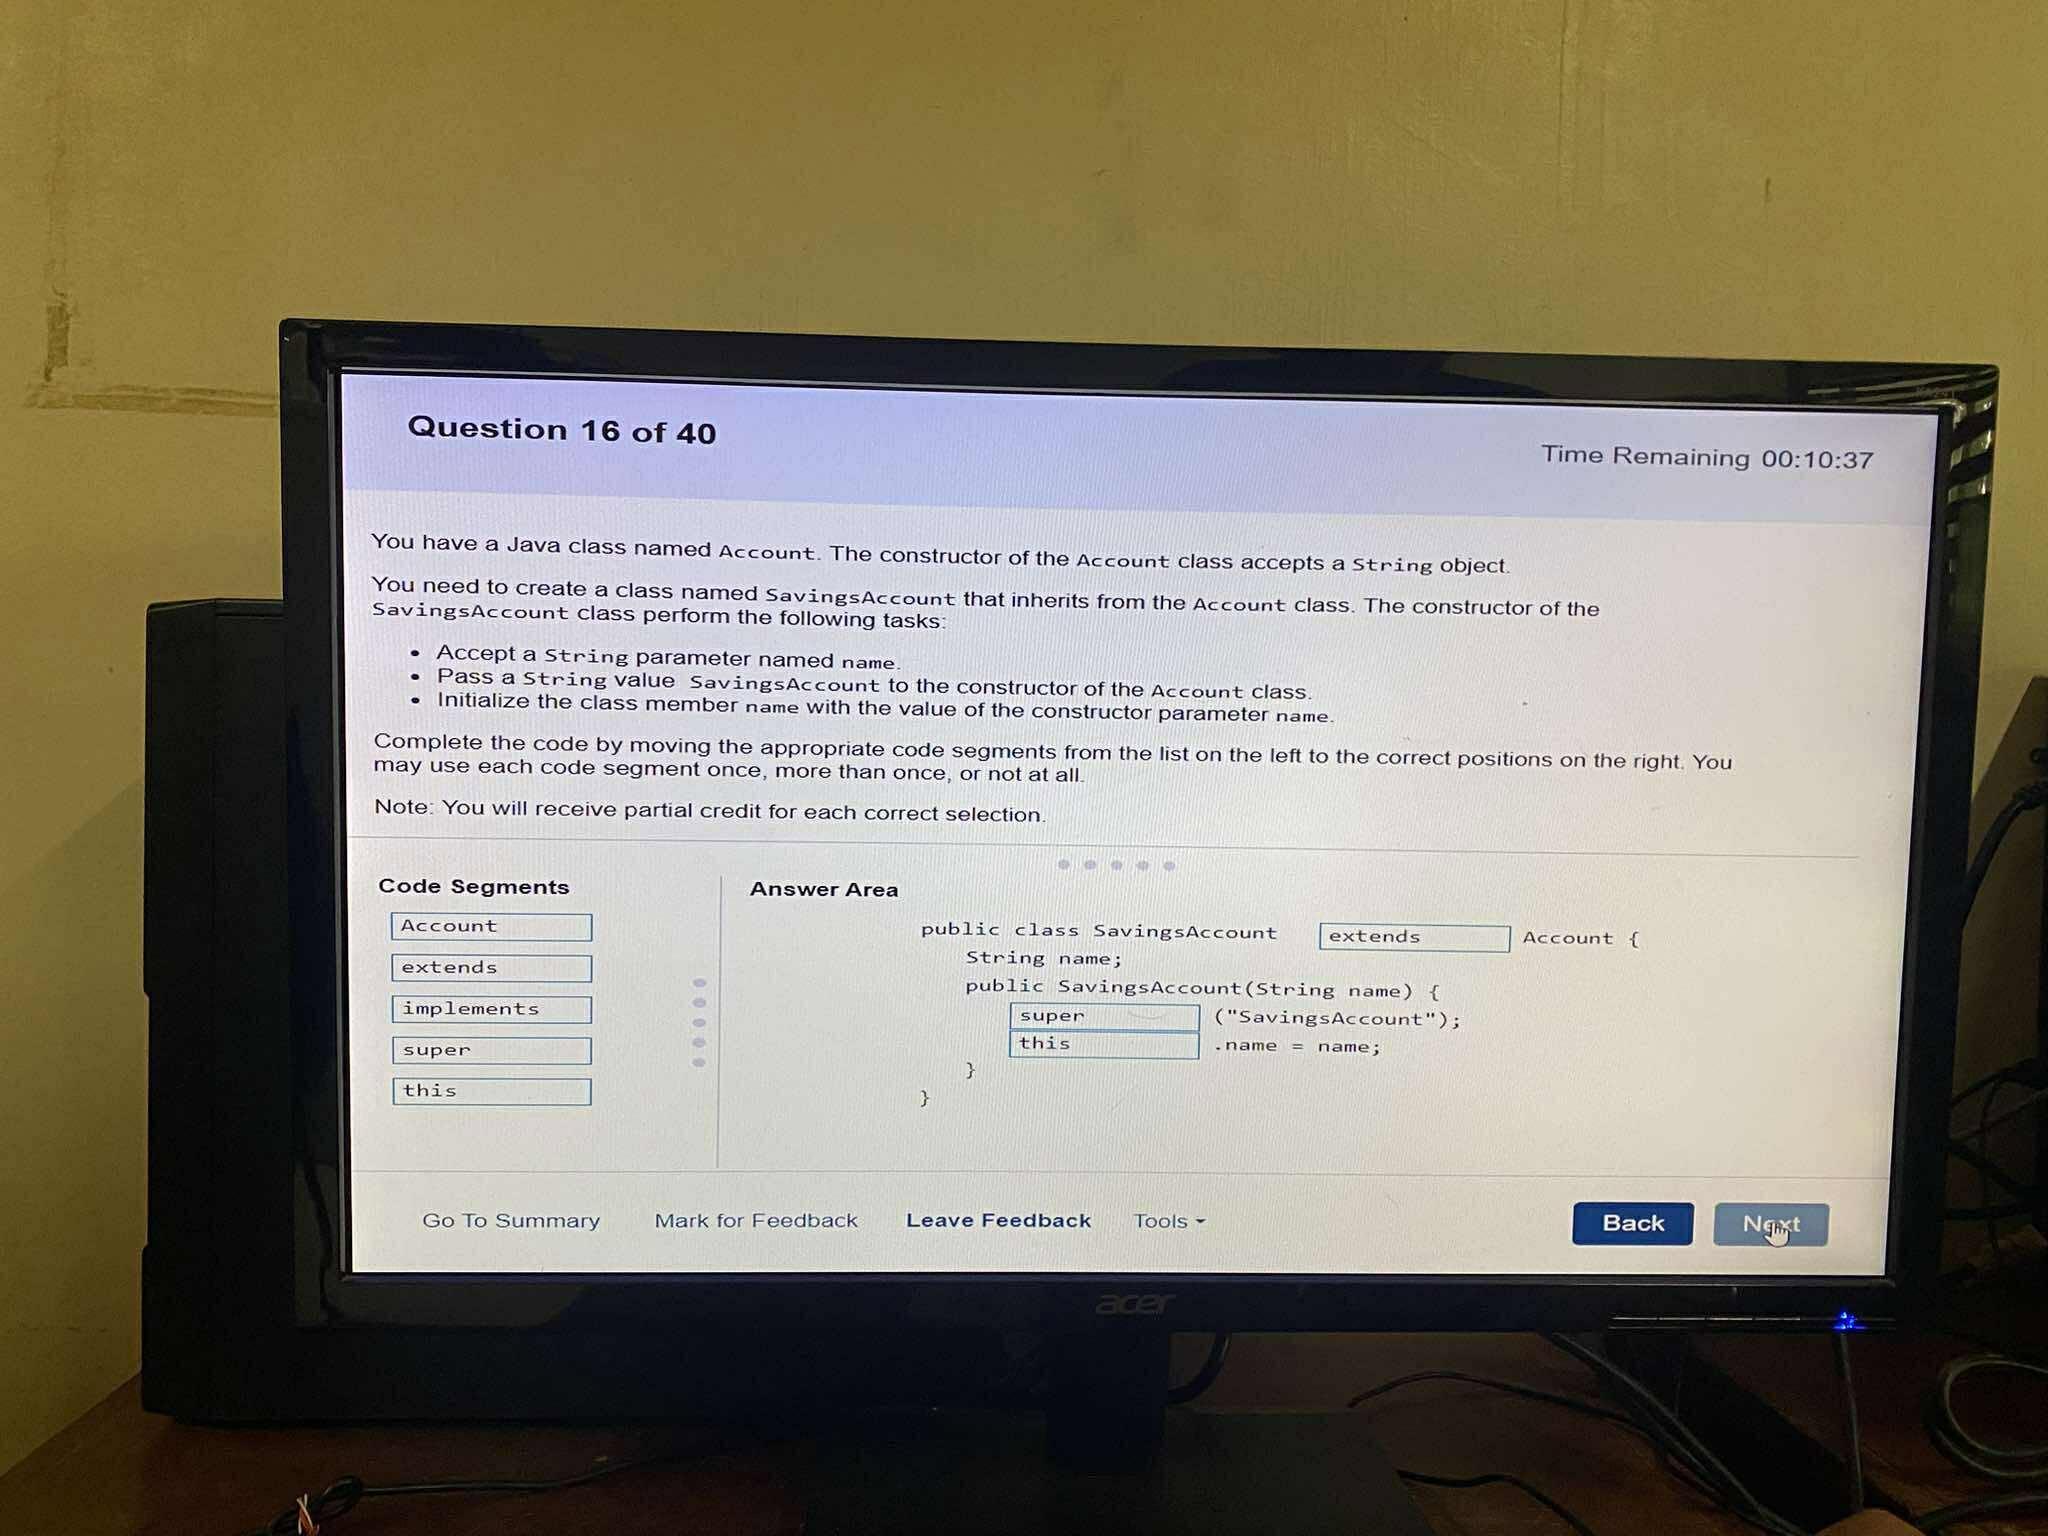 Question 16 of 40
Time Remaining 00:10:37
You have a Java class named Account. The constructor of the Account class accepts a String object.
You need to create a class named SavingsAccount that inherits from the Account class. The constructor of the
SavingsAccount class perform the following tasks:
• Accept a String parameter named name.
• Pass a String value SavingsAccount to the constructor of the Account class.
• Initialize the class member name with the value of the constructor parameter name.
Complete the code by moving the appropriate code segments from the list on the left to the correct positions on the right. You
may use each code segment once, more than once, or not at all.
Note: You will receive partial credit for each correct selection.
Code Segments
Account
extends
implements
super
this
Answer Area
public class SavingsAccount extends Account {
String name;
public SavingsAccount(String name) {
super ("SavingsAccount");
this .name = name;
}
}
Go To Summary Mark for Feedback Leave Feedback Tools Back Next
acer